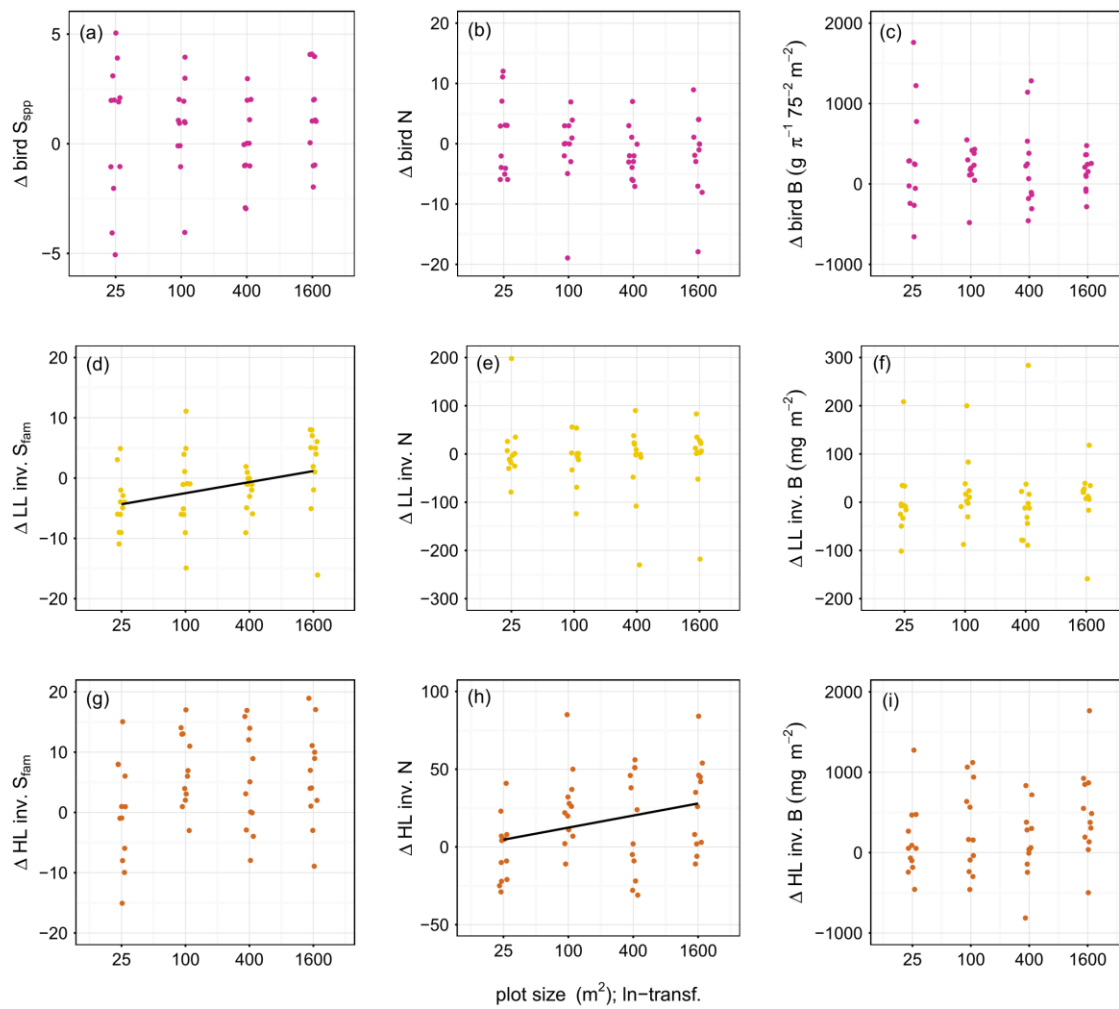 (a)
Δ bird S_spp
5
0
−5
25 100 400 1600
(b)
Δ bird N
20
10
0
−10
−20
25 100 400 1600
(c)
Δ bird B (g π⁻¹ 75⁻² m⁻²)
2000
1000
0
−1000
25 100 400 1600
(d)
Δ LL inv. S_fam
20
10
0
−10
−20
25 100 400 1600
(e)
Δ LL inv. N
200
100
0
−100
−200
−300
25 100 400 1600
(f)
Δ LL inv. B (mg m⁻²)
300
200
100
0
−100
−200
25 100 400 1600
(g)
Δ HL inv. S_fam
20
10
0
−10
−20
25 100 400 1600
(h)
Δ HL inv. N
100
50
0
−50
25 100 400 1600
(i)
Δ HL inv. B (mg m⁻²)
2000
1000
0
−1000
25 100 400 1600
plot size (m²); ln−transf.